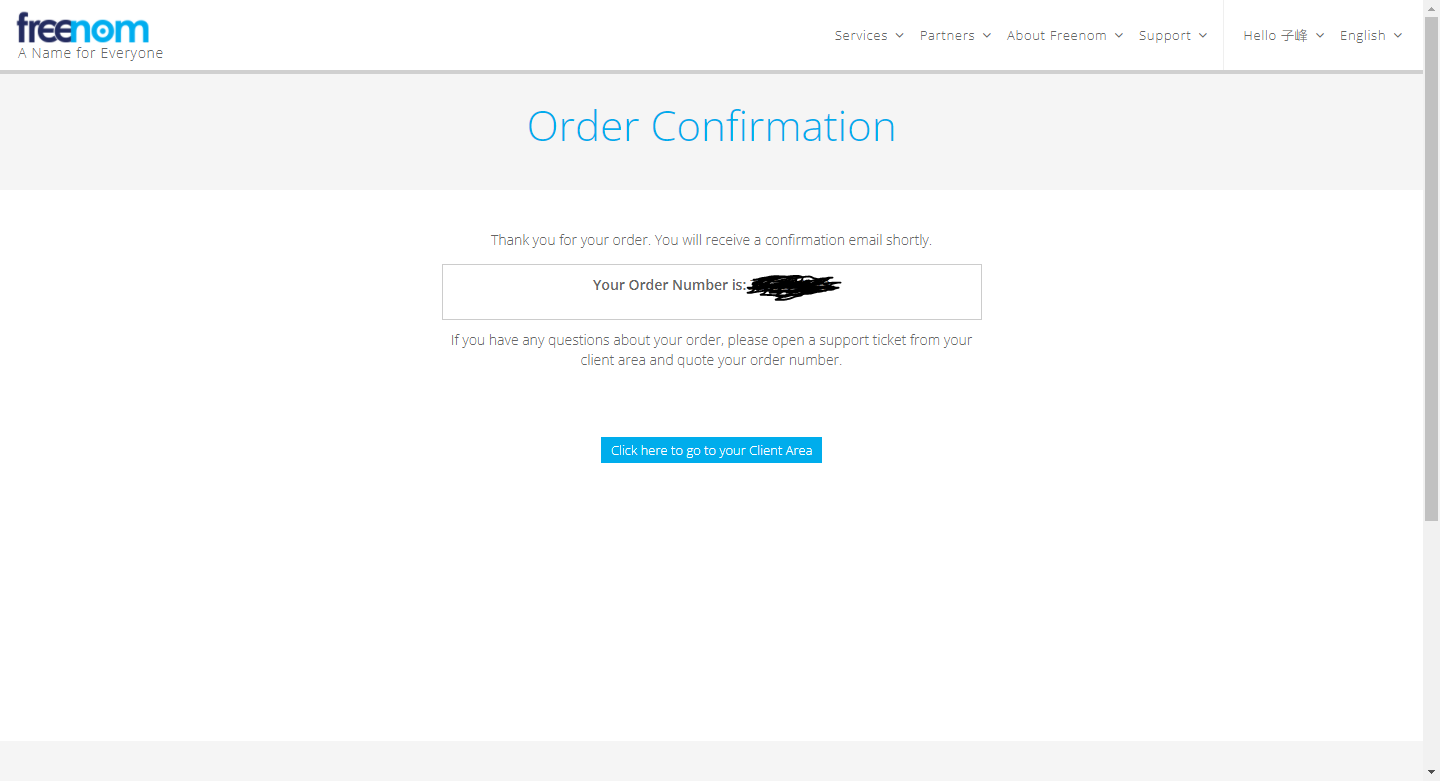 freenom
A Name for Everyone
Services Partners About Freenom Support Hello 子峰 English
Order Confirmation
Thank you for your order. You will receive a confirmation email shortly.
Your Order Number is:
If you have any questions about your order, please open a support ticket from your
client area and quote your order number.
Click here to go to your Client Area